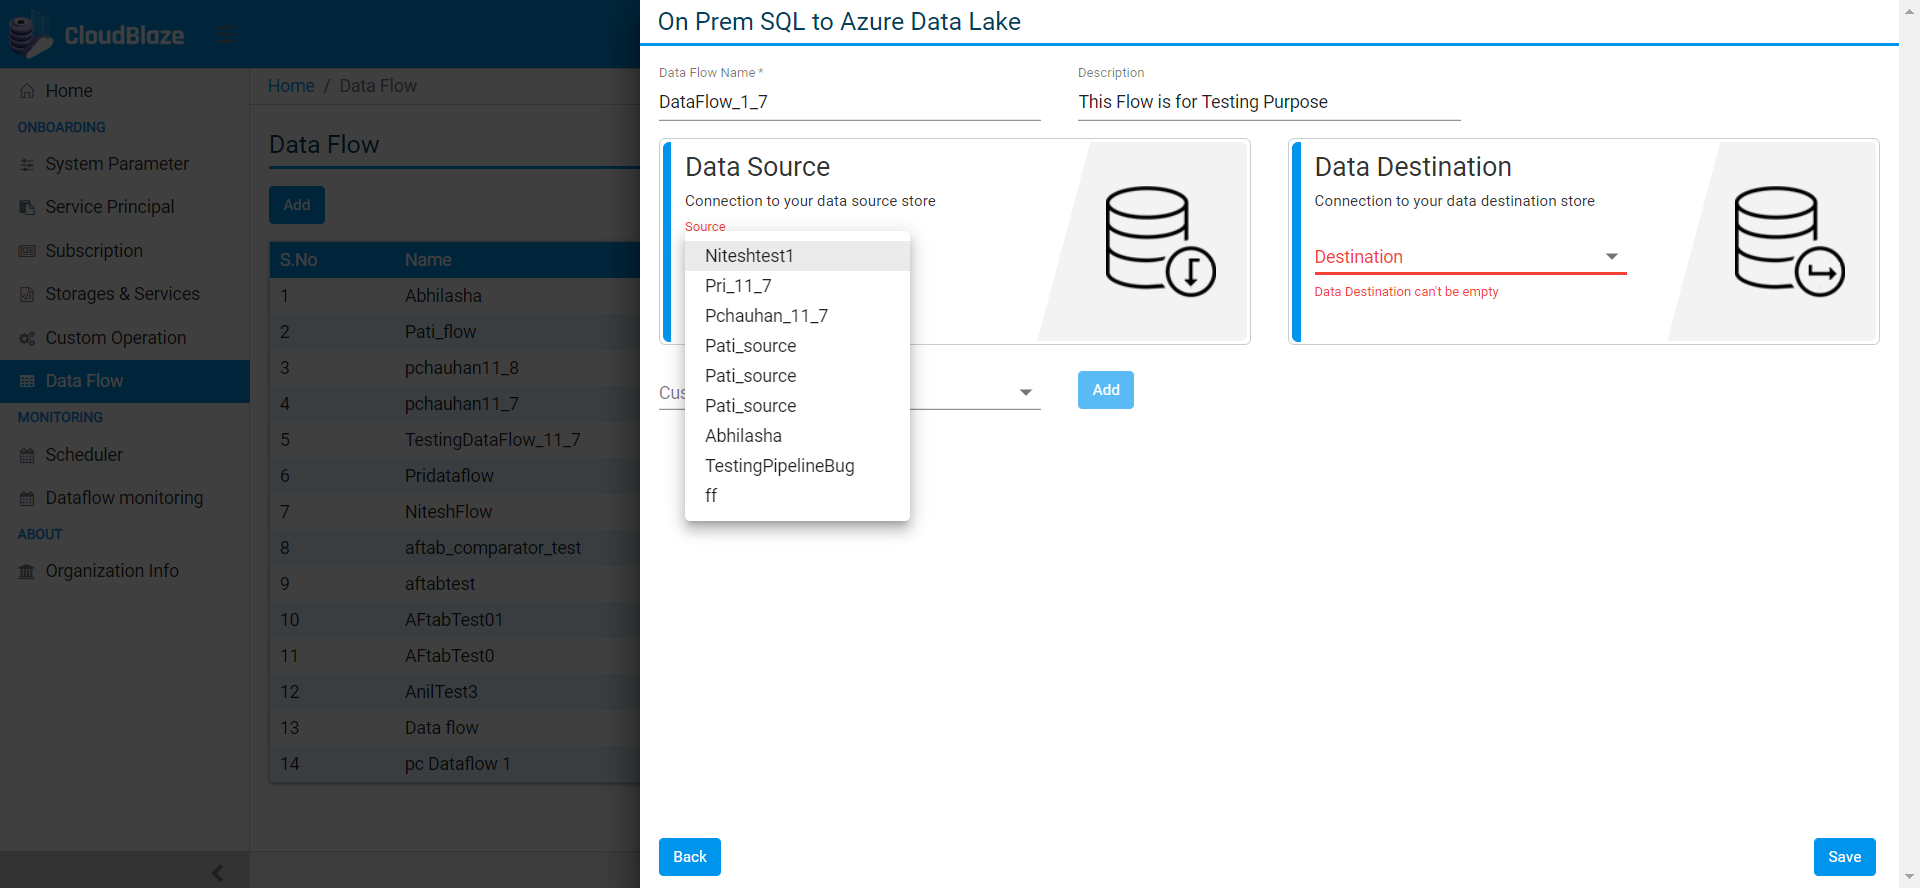 CloudBlaze
Home
ONBOARDING
System Parameter
Service Principal
Subscription
Storages & Services
Custom Operation
Data Flow
MONITORING
Scheduler
Dataflow monitoring
ABOUT
Organization Info
Home / Data Flow
Data Flow
Add
S.No Name
1 Abhilasha
2 Pati_flow
3 pchauhan11_8
4 pchauhan11_7
5 TestingDataFlow_11_7
6 Pridataflow
7 NiteshFlow
8 aftab_comparator_test
9 aftabtest
10 AFtabTest01
11 AFtabTest0
12 AnilTest3
13 Data flow
14 pc Dataflow 1
On Prem SQL to Azure Data Lake
Data Flow Name * Description
DataFlow_1_7 This Flow is for Testing Purpose
Data Source
Connection to your data source store
Source
Niteshtest1
Pri_11_7
Pchauhan_11_7
Pati_source
Pati_source
Pati_source
Abhilasha
TestingPipelineBug
ff
Data Destination
Connection to your data destination store
Destination
Data Destination can't be empty
Add
Back
Save